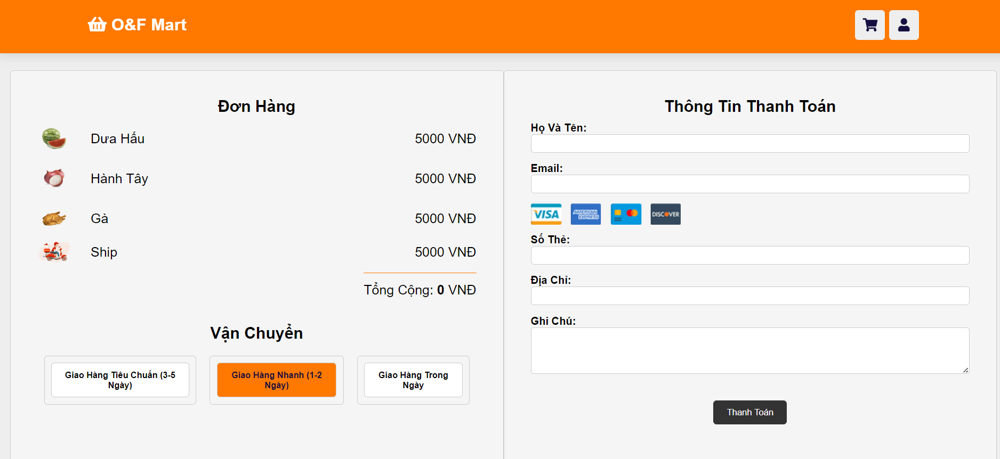 O&F Mart
Đơn Hàng
Dưa Hấu 5000 VNĐ
Hành Tây 5000 VNĐ
Gà 5000 VNĐ
Ship 5000 VNĐ
Tổng Cộng: 0 VNĐ
Vận Chuyển
Giao Hàng Tiêu Chuẩn (3-5
Ngày)
Giao Hàng Nhanh (1-2
Ngày)
Giao Hàng Trong
Ngày
Thông Tin Thanh Toán
Họ Và Tên:
Email:
VISA
AMERICAN
EXPRESS
DISCOVER
Số Thẻ:
Địa Chỉ:
Ghi Chú:
Thanh Toán